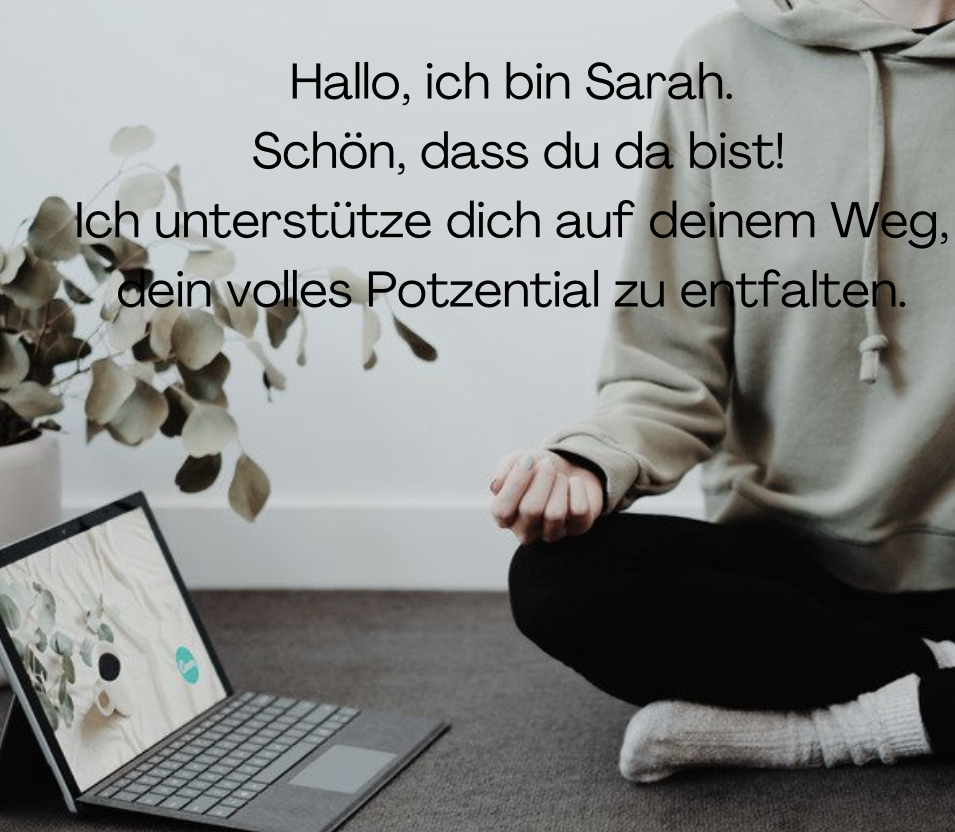 Hallo, ich bin Sarah.
Schön, dass du da bist!
Ich unterstütze dich auf deinem Weg,
dein volles Potzential zu entfalten.
Canva